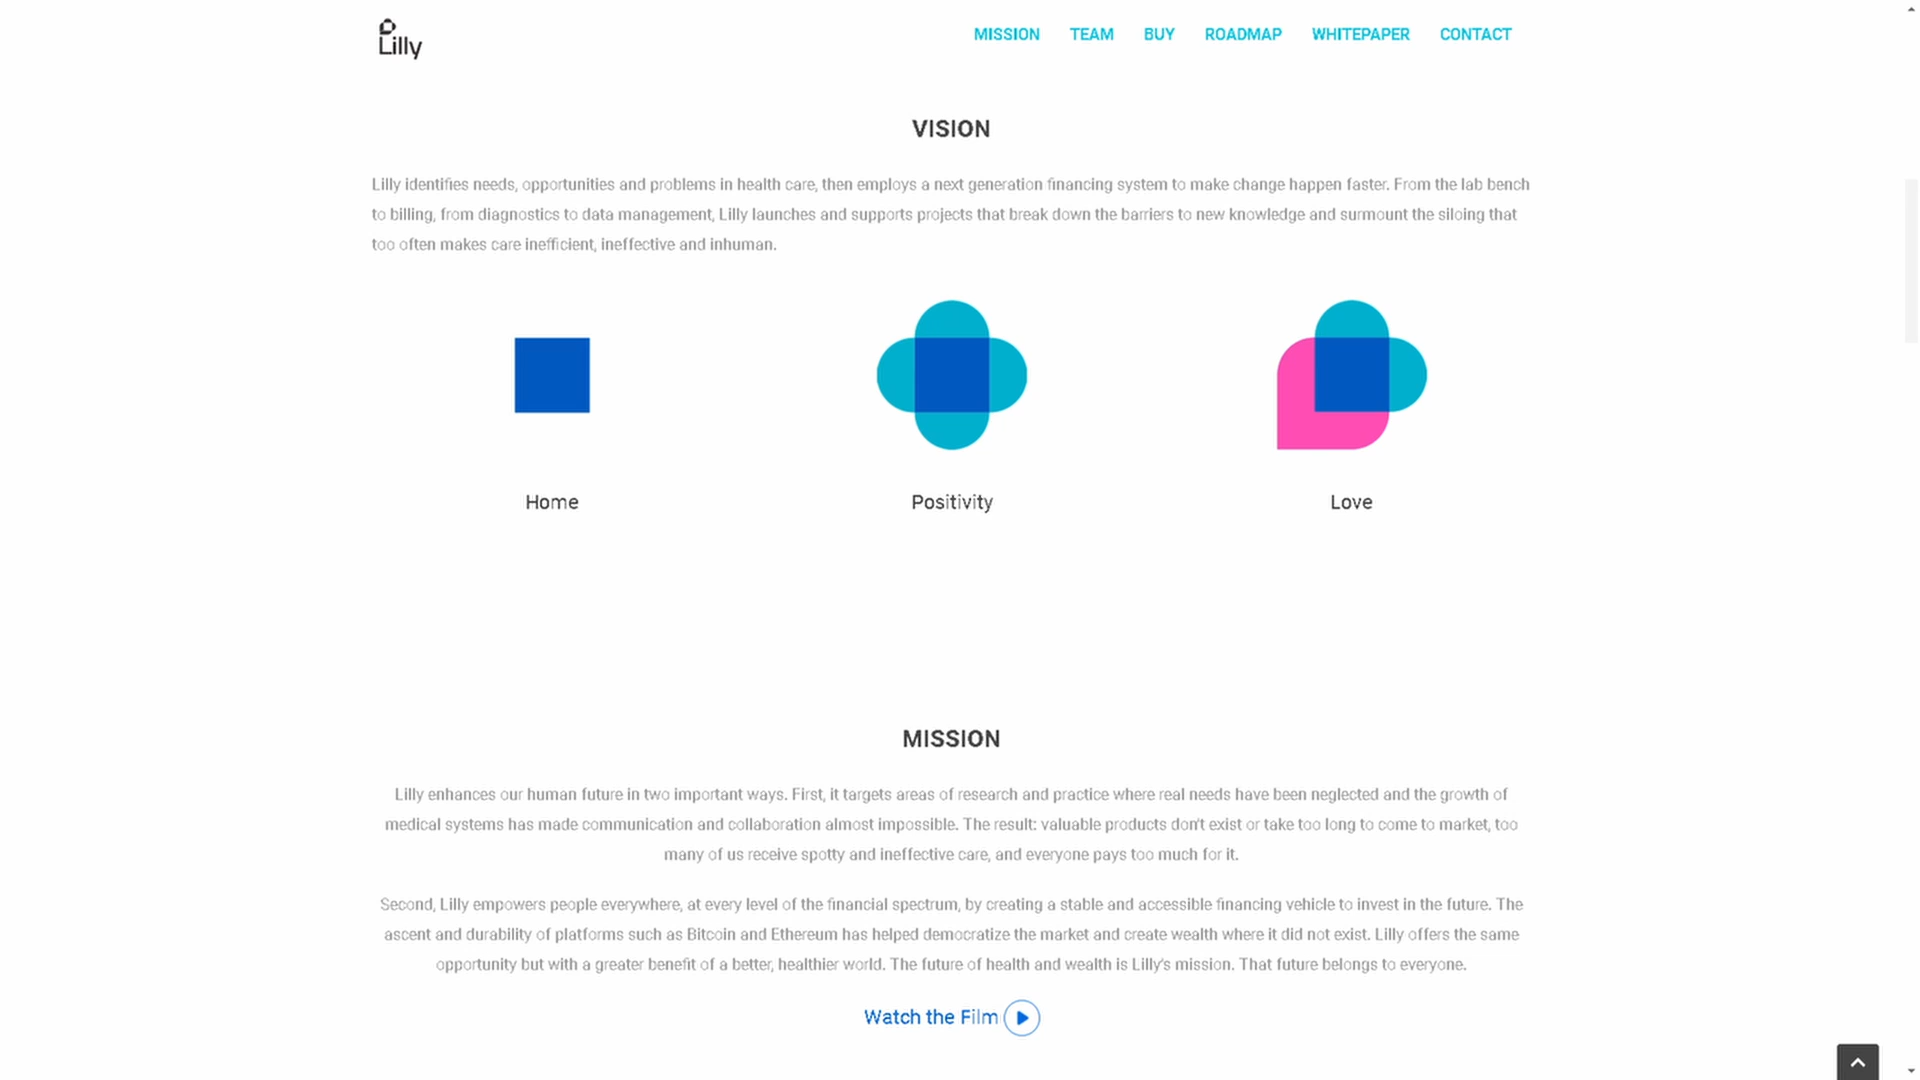 Lilly
MISSION TEAM BUY ROADMAP WHITEPAPER CONTACT
VISION
Lilly identifies needs, opportunities and problems in health care, then employs a next generation financing system to make change happen faster. From the lab bench
to billing, from diagnostics to data management, Lilly launches and supports projects that break down the barriers to new knowledge and surmount the siloing that
too often makes care inefficient, ineffective and inhuman.
Home Positivity Love
MISSION
Lilly enhances our human future in two important ways. First, it targets areas of research and practice where real needs have been neglected and the growth of
medical systems has made communication and collaboration almost impossible. The result: valuable products don't exist or take too long to come to market, too
many of us receive spotty and ineffective care, and everyone pays too much for it.
Second, Lilly empowers people everywhere, at every level of the financial spectrum, by creating a stable and accessible financing vehicle to invest in the future. The
ascent and durability of platforms such as Bitcoin and Ethereum has helped democratize the market and create wealth where it did not exist. Lilly offers the same
opportunity but with a greater benefit of a better, healthier world. The future of health and wealth is Lilly's mission. That future belongs to everyone.
Watch the Film